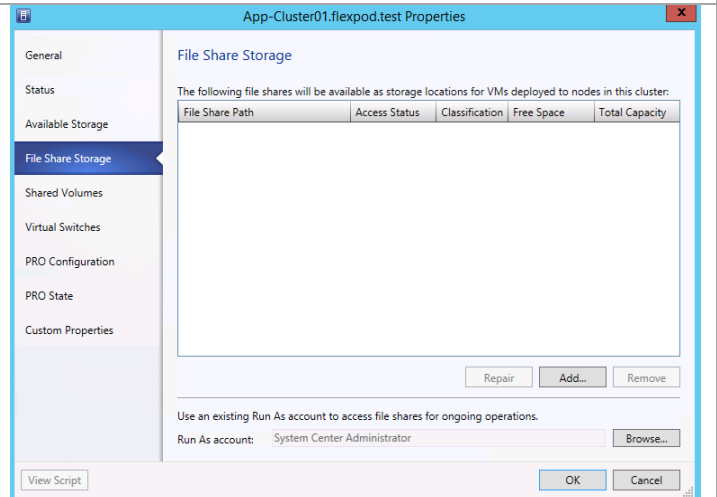 App-Cluster01.flexpod.test Properties
x
General
Status
Available Storage
File Share Storage
Shared Volumes
Virtual Switches
PRO Configuration
PRO State
Custom Properties
File Share Storage
The following file shares will be available as storage locations for VMs deployed to nodes in this cluster:
File Share Path Access Status Classification Free Space Total Capacity
Repair Add... Remove
Use an existing Run As account to access file shares for ongoing operations.
Run As account: System Center Administrator Browse...
View Script OK Cancel